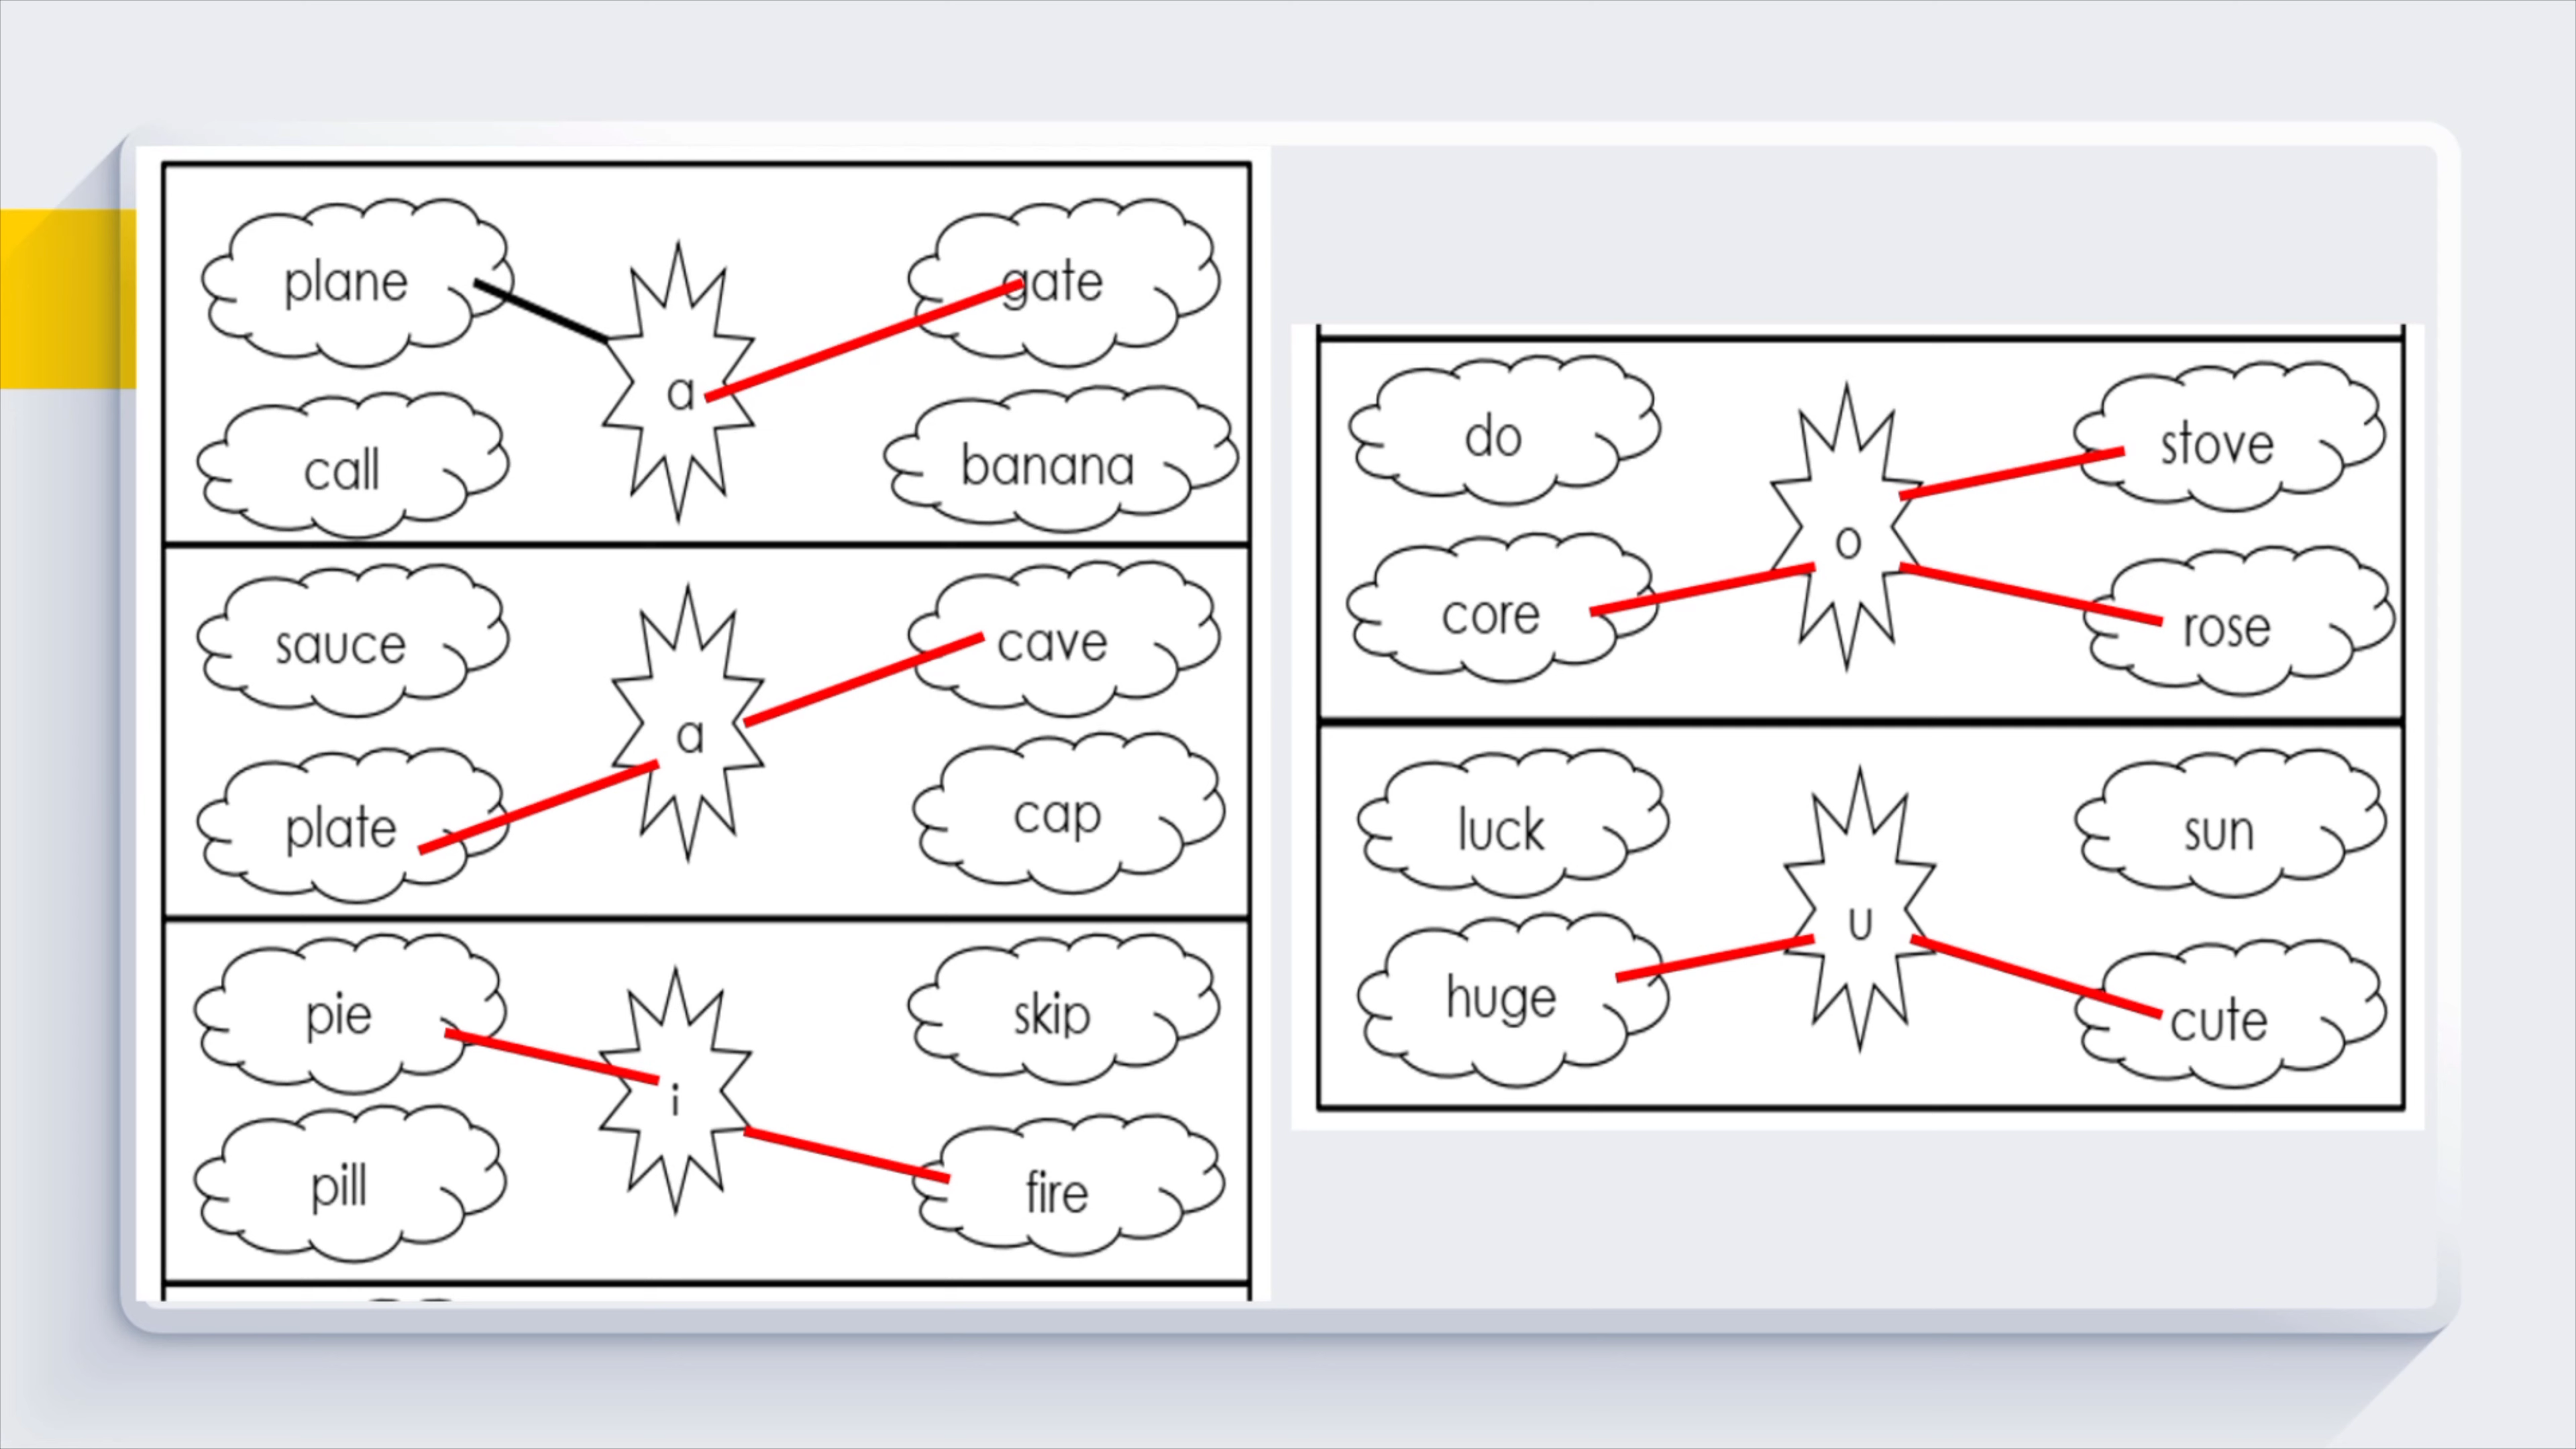 plane
gate
a
call
banana
sauce
cave
a
plate
cap
pie
skip
i
pill
fire
do
stove
o
core
rose
luck
sun
u
huge
cute